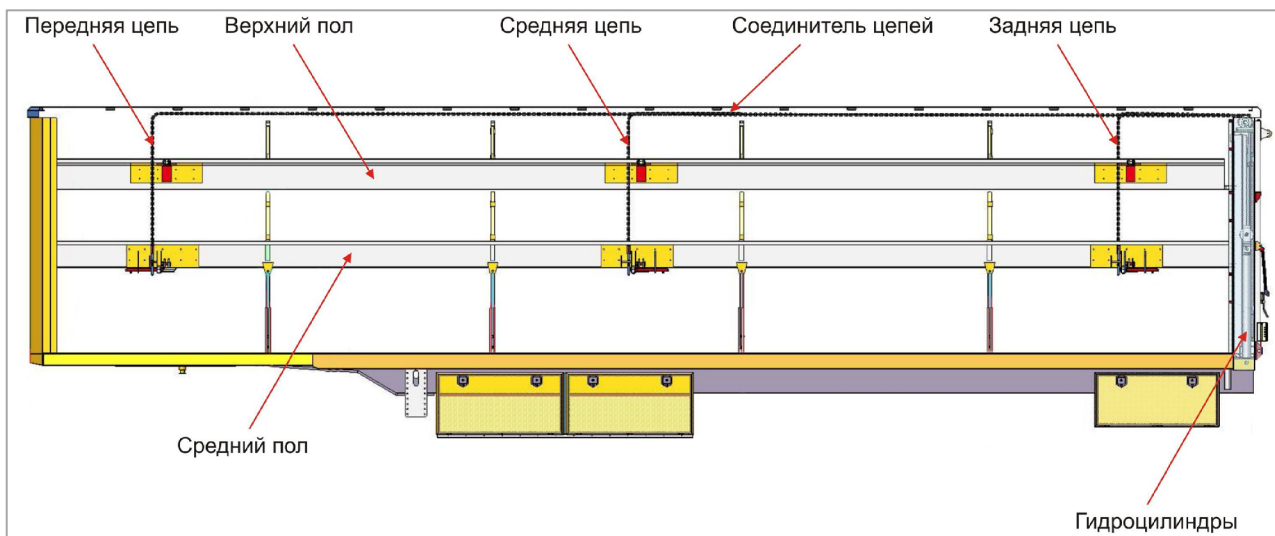 Передняя цепь
Верхний пол
Средняя цепь
Соединитель цепей
Задняя цепь
Средний пол
Гидроцилиндры